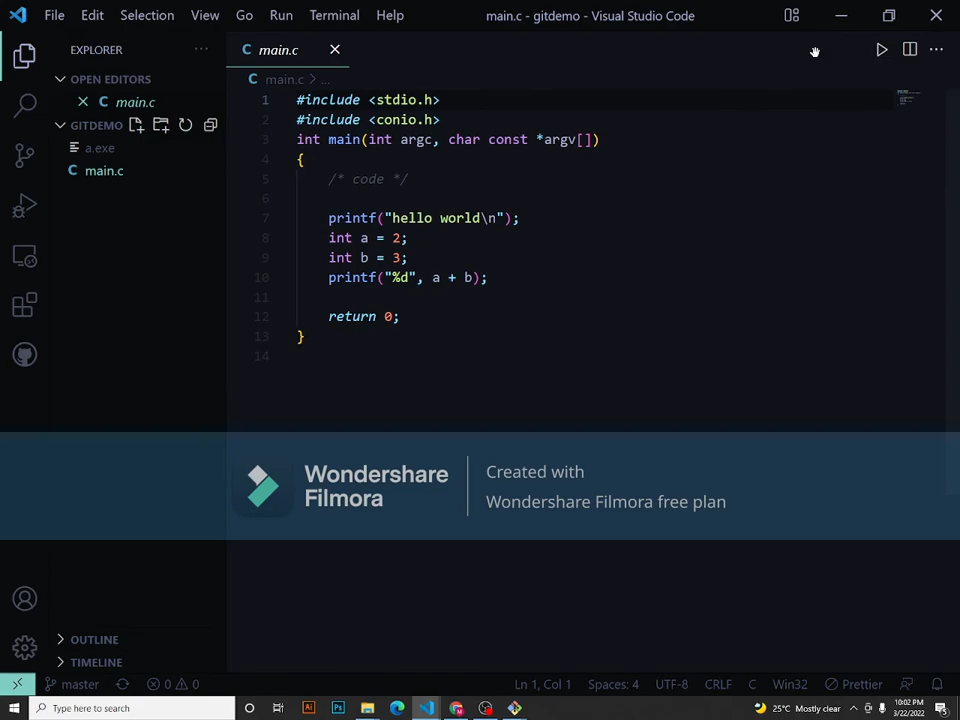 File Edit Selection View Go Run Terminal Help main.c - gitdemo - Visual Studio Code
EXPLORER
C main.c
OPEN EDITORS
C main.c > ...
C main.c
GITDEMO
a.exe
C main.c
1 #include <stdio.h>
2 #include <conio.h>
3 int main(int argc, char const *argv[])
4 {
5 /* code */
6
7 printf("hello world\n");
8 int a = 2;
9 int b = 3;
10 printf("%d", a + b);
11
12 return 0;
13 }
14
Wondershare
Filmora
Created with
Wondershare Filmora free plan
OUTLINE
TIMELINE
master 0 0 Ln 1, Col 1 Spaces: 4 UTF-8 CRLF C Win32 Prettier
Type here to search
Ai Ps
25°C Mostly clear
10:02 PM
3/22/2022